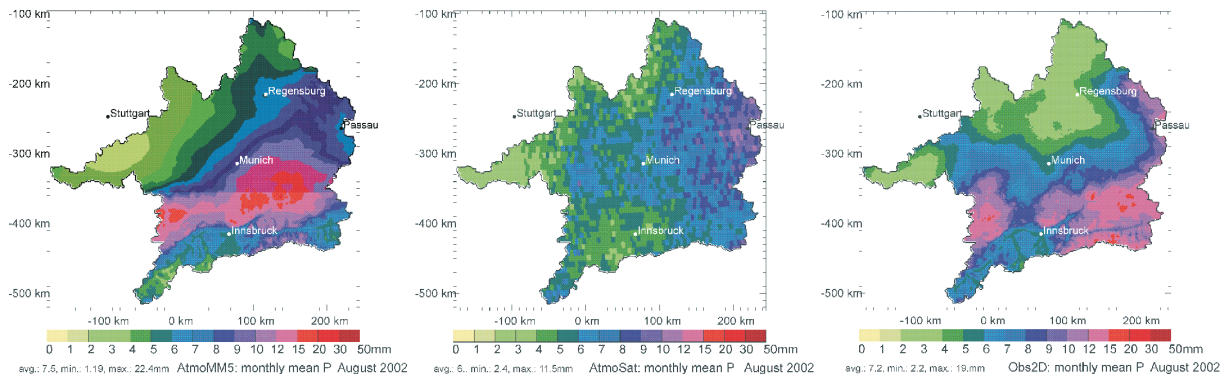 -100 km
-200 km
-300 km
-400 km
-500 km
Stuttgart
Regensburg
Passau
Munich
Innsbruck
-100 km 0 km 100 km 200 km
0 1 2 4 5 6 7 8 9 10 12 15 20 30 50mm
avg.: 7.5, min.: 1.19, max.: 22.4mm AtmoMM5: monthly mean P August 2002
-100 km
-200 km
-300 km
-400 km
-500 km
Stuttgart
Regensburg
Passau
Munich
Innsbruck
-100 km 0 km 100 km 200 km
0 1 2 4 5 6 7 8 9 10 12 15 20 30 50mm
avg.: 6., min.: 2.4, max.: 11.5mm AtmoSat: monthly mean P August 2002
-100 km
-200 km
-300 km
-400 km
-500 km
Stuttgart
Regensburg
Passau
Munich
Innsbruck
-100 km 0 km 100 km 200 km
0 1 2 4 5 6 7 8 9 10 12 15 20 30 50mm
avg.: 7.2, min.: 2.2, max.: 19.mm Obs2D: monthly mean P August 2002